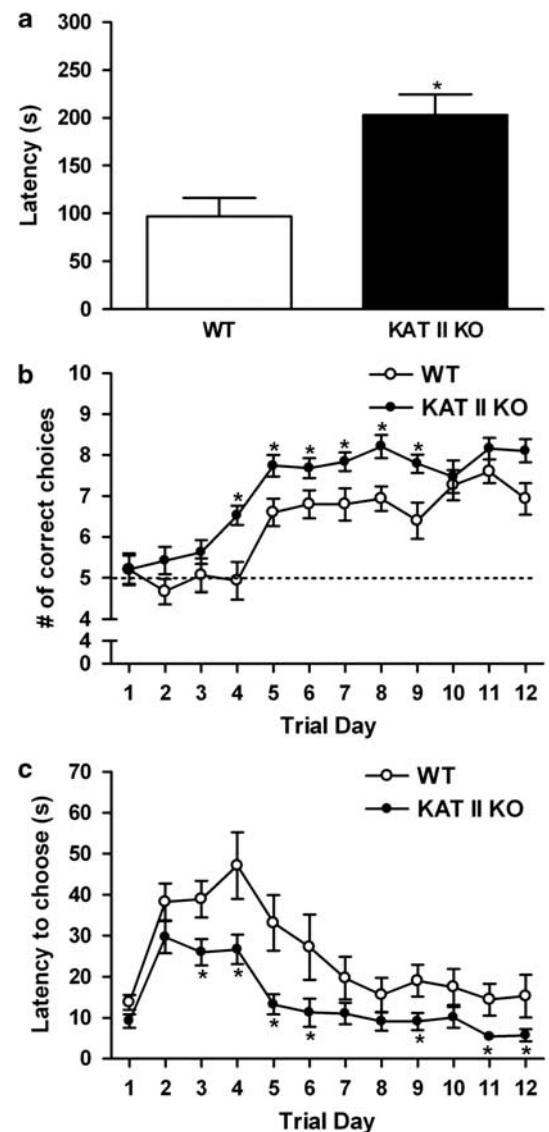 a
300
250
200
150
100
50
0
Latency (s)
*
WT
KAT II KO
b
10
9
8
7
6
5
4
4
0
# of correct choices
WT
KAT II KO
* * * * * *
1 2 3 4 5 6 7 8 9 10 11 12
Trial Day
c
70
60
50
40
30
20
10
0
Latency to choose (s)
WT
KAT II KO
* * * * * * *
1 2 3 4 5 6 7 8 9 10 11 12
Trial Day